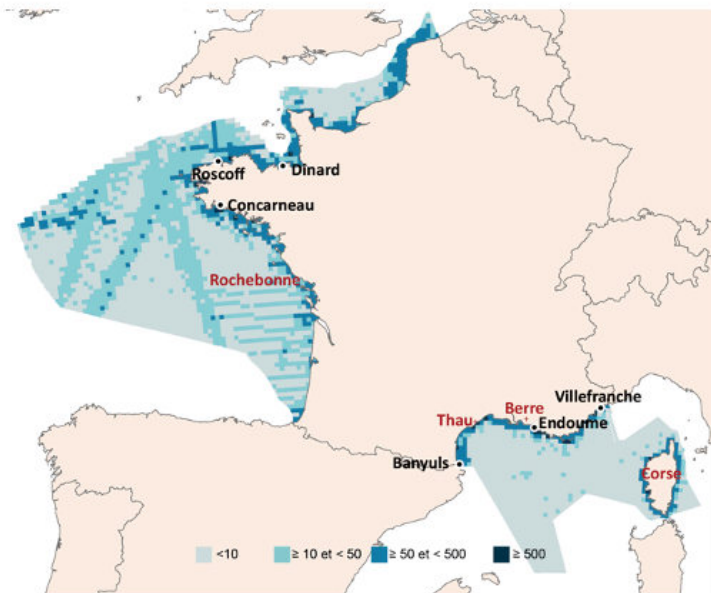 Roscoff
Dinard
Concarneau
Rochebonne
Villefranche
Berre
Thau
Endoume
Banyuls
Corse
<10
≥ 10 et < 50
≥ 50 et < 500
≥ 500